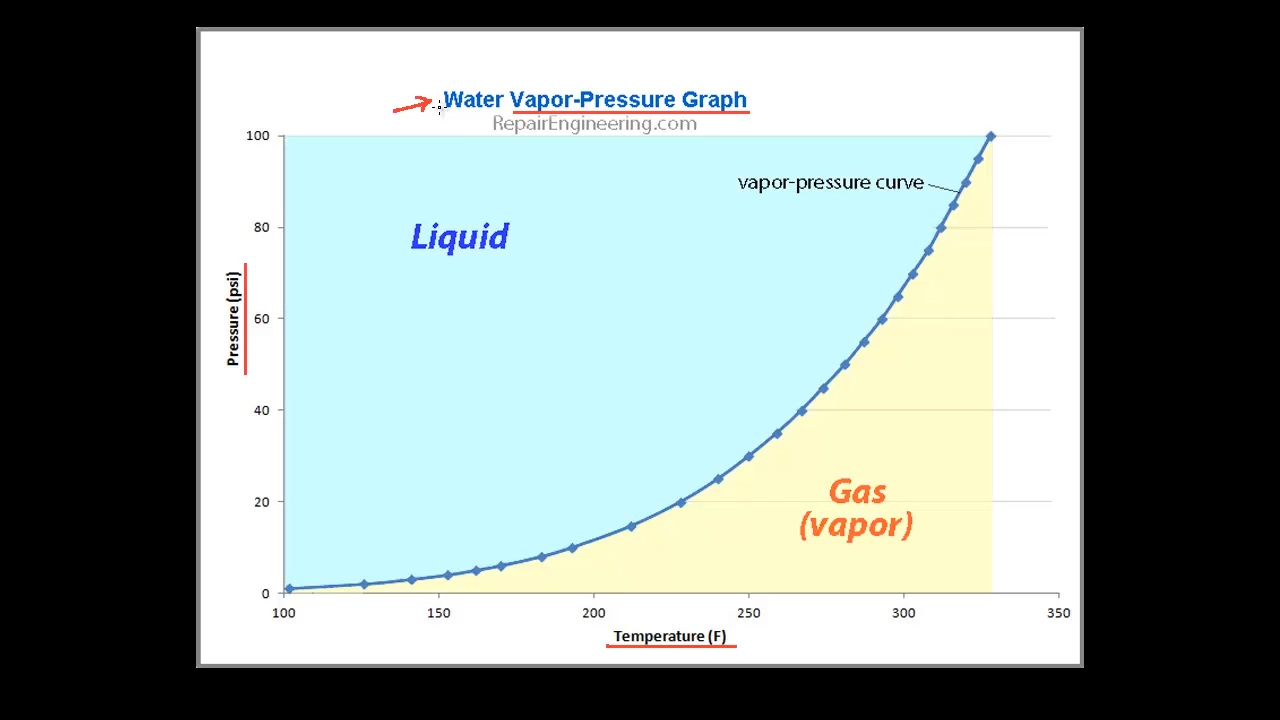 Water Vapor-Pressure Graph
RepairEngineering.com
100
vapor-pressure curve
Liquid
80
Pressure (psi)
60
40
Gas
(vapor)
20
0
100 150 200 250 300 350
Temperature (F)